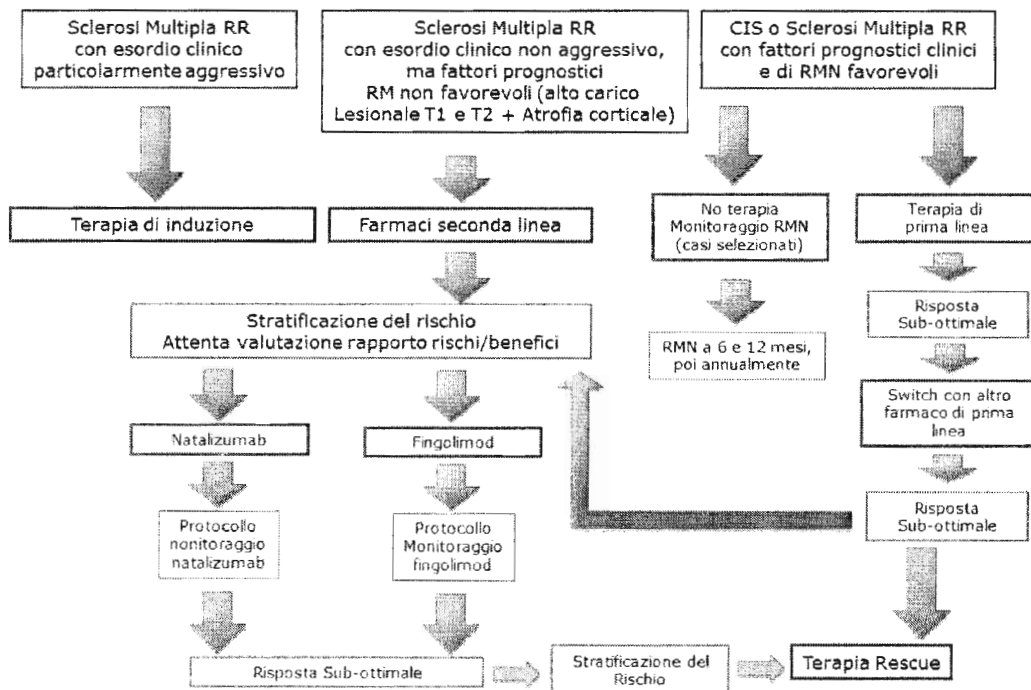 Sclerosi Multipla RR
con esordio clinico
particolarmente aggressivo
Sclerosi Multipla RR
con esordio clinico non aggressivo,
ma fattori prognostici
RM non favorevoli (alto carico
Lesionale T1 e T2 + Atrofia corticale)
CIS o Sclerosi Multipla RR
con fattori prognostici clinici
e di RMN favorevoli
Terapia di induzione
Farmaci seconda linea
No terapia
Monitoraggio RMN
(casi selezionati)
Terapia di
prima linea
Stratificazione del rischio
Attenta valutazione rapporto rischi/benefici
RMN a 6 e 12 mesi,
poi annualmente
Risposta
Sub-ottimale
Switch con altro
farmaco di prima
linea
Natalizumab
Fingolimod
Risposta
Sub-ottimale
Protocollo
nonitoraggio
natalizumab
Protocollo
Monitoraggio
fingolimod
Risposta Sub-ottimale
Stratificazione del
Rischio
Terapia Rescue